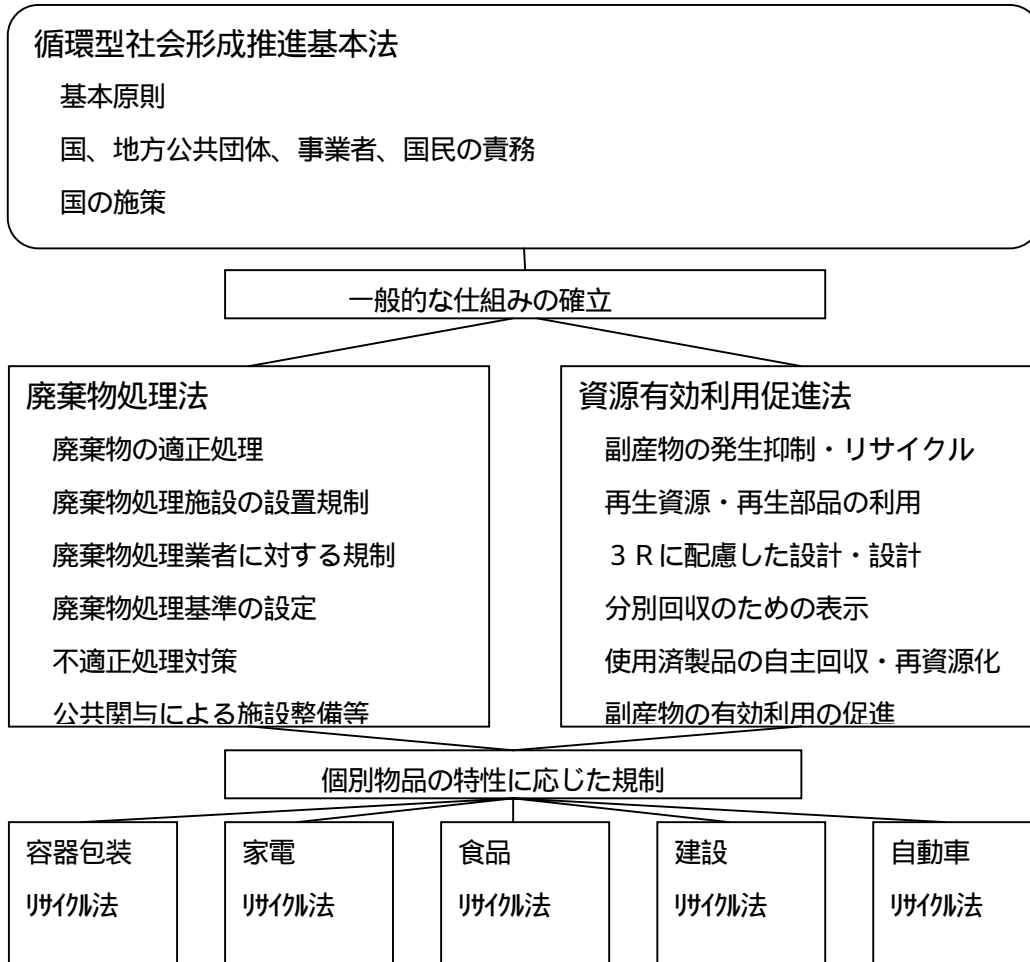 循環型社会形成推進基本法
基本原則
国、地方公共団体、事業者、国民の責務
国の施策
一般的な仕組みの確立
廃棄物処理法
廃棄物の適正処理
廃棄物処理施設の設置規制
廃棄物処理業者に対する規制
廃棄物処理基準の設定
不適正処理対策
公共関与による施設整備等
資源有効利用促進法
副産物の発生抑制・リサイクル
再生資源・再生部品の利用
３Ｒに配慮した設計・設計
分別回収のための表示
使用済製品の自主回収・再資源化
副産物の有効利用の促進
個別物品の特性に応じた規制
容器包装
ﾘｻｲｸﾙ法
家電
ﾘｻｲｸﾙ法
食品
ﾘｻｲｸﾙ法
建設
ﾘｻｲｸﾙ法
自動車
ﾘｻｲｸﾙ法